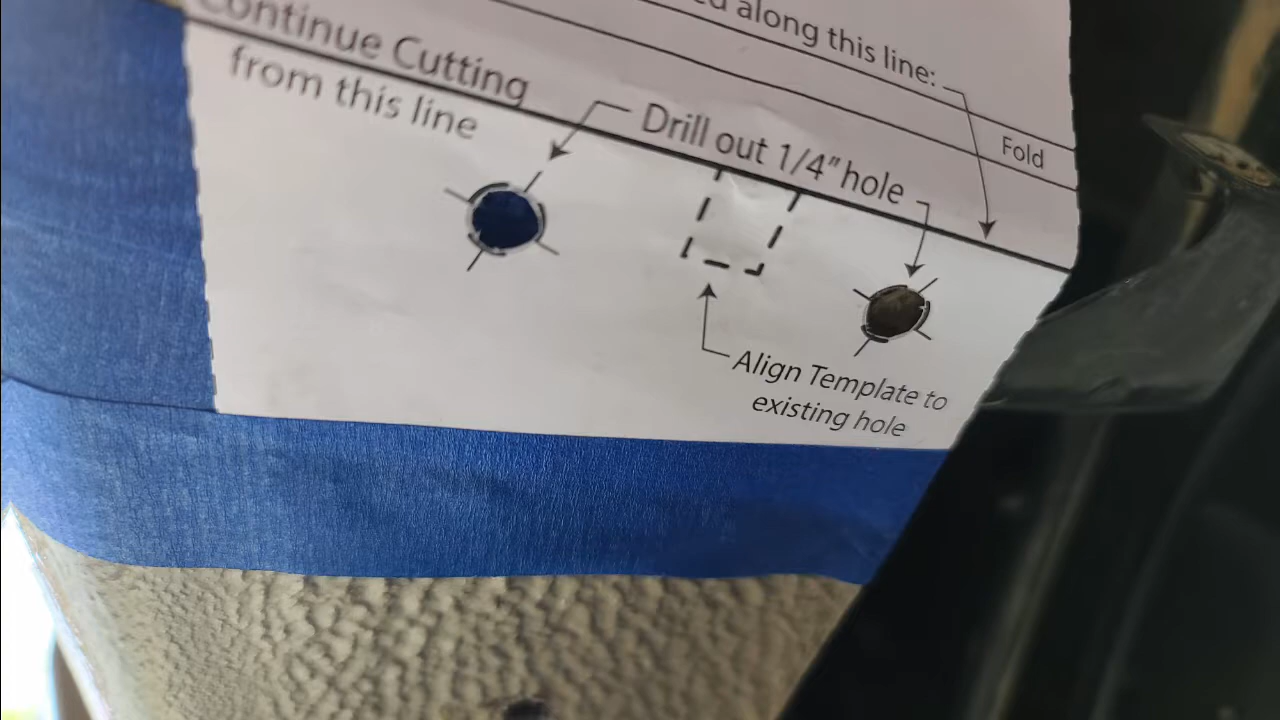 along this line:
Continue Cutting
from this line
Drill out 1/4" hole
Fold
Align Template to
existing hole